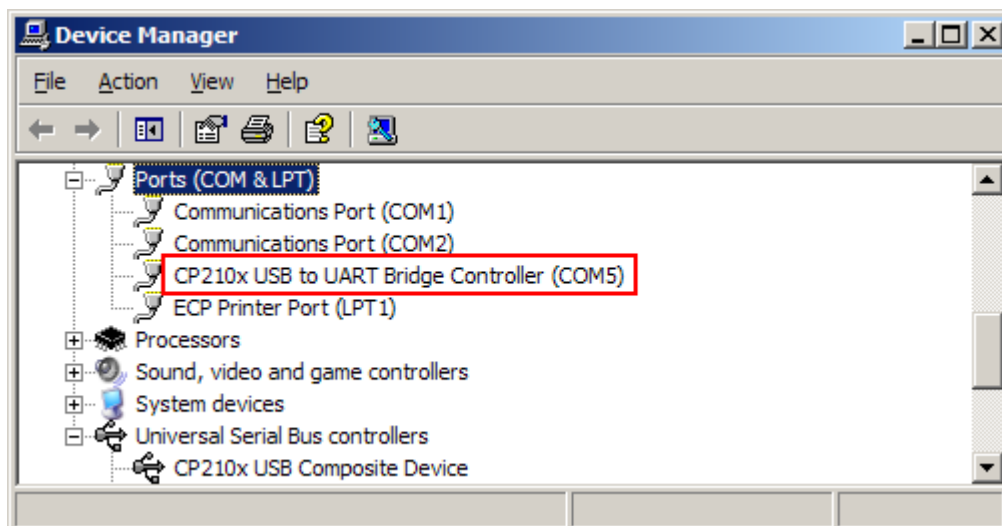 Device Manager
File Action View Help
Ports (COM & LPT)
Communications Port (COM1)
Communications Port (COM2)
CP210x USB to UART Bridge Controller (COM5)
ECP Printer Port (LPT1)
Processors
Sound, video and game controllers
System devices
Universal Serial Bus controllers
CP210x USB Composite Device